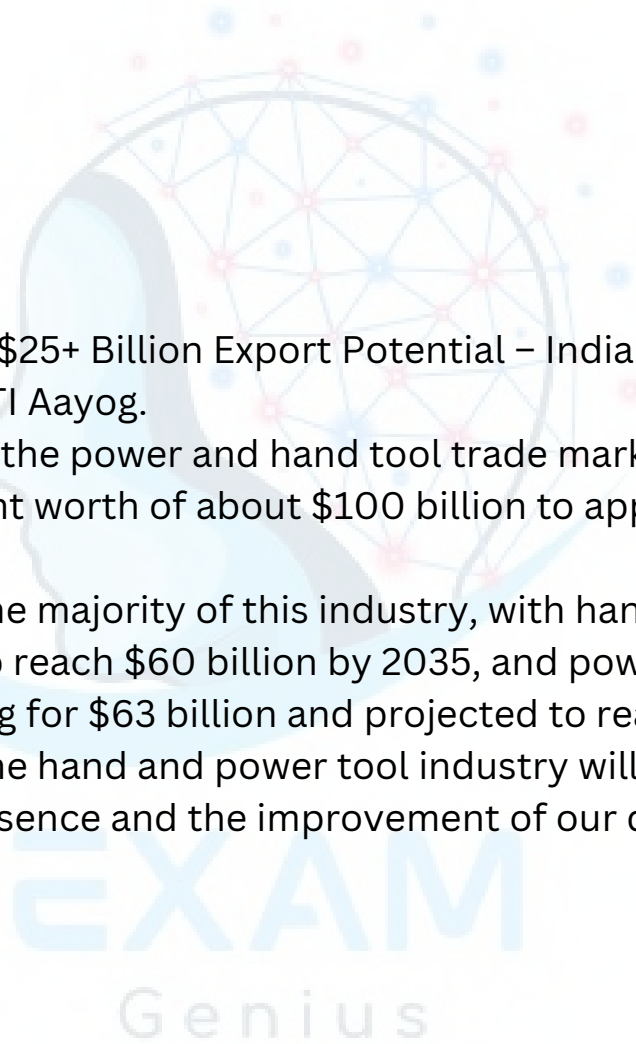 $25+ Billion Export Potential – India
TI Aayog.
the power and hand tool trade mark
nt worth of about $100 billion to app
he majority of this industry, with han
o reach $60 billion by 2035, and pow
g for $63 billion and projected to rea
he hand and power tool industry will
sence and the improvement of our
EXAM
Genius